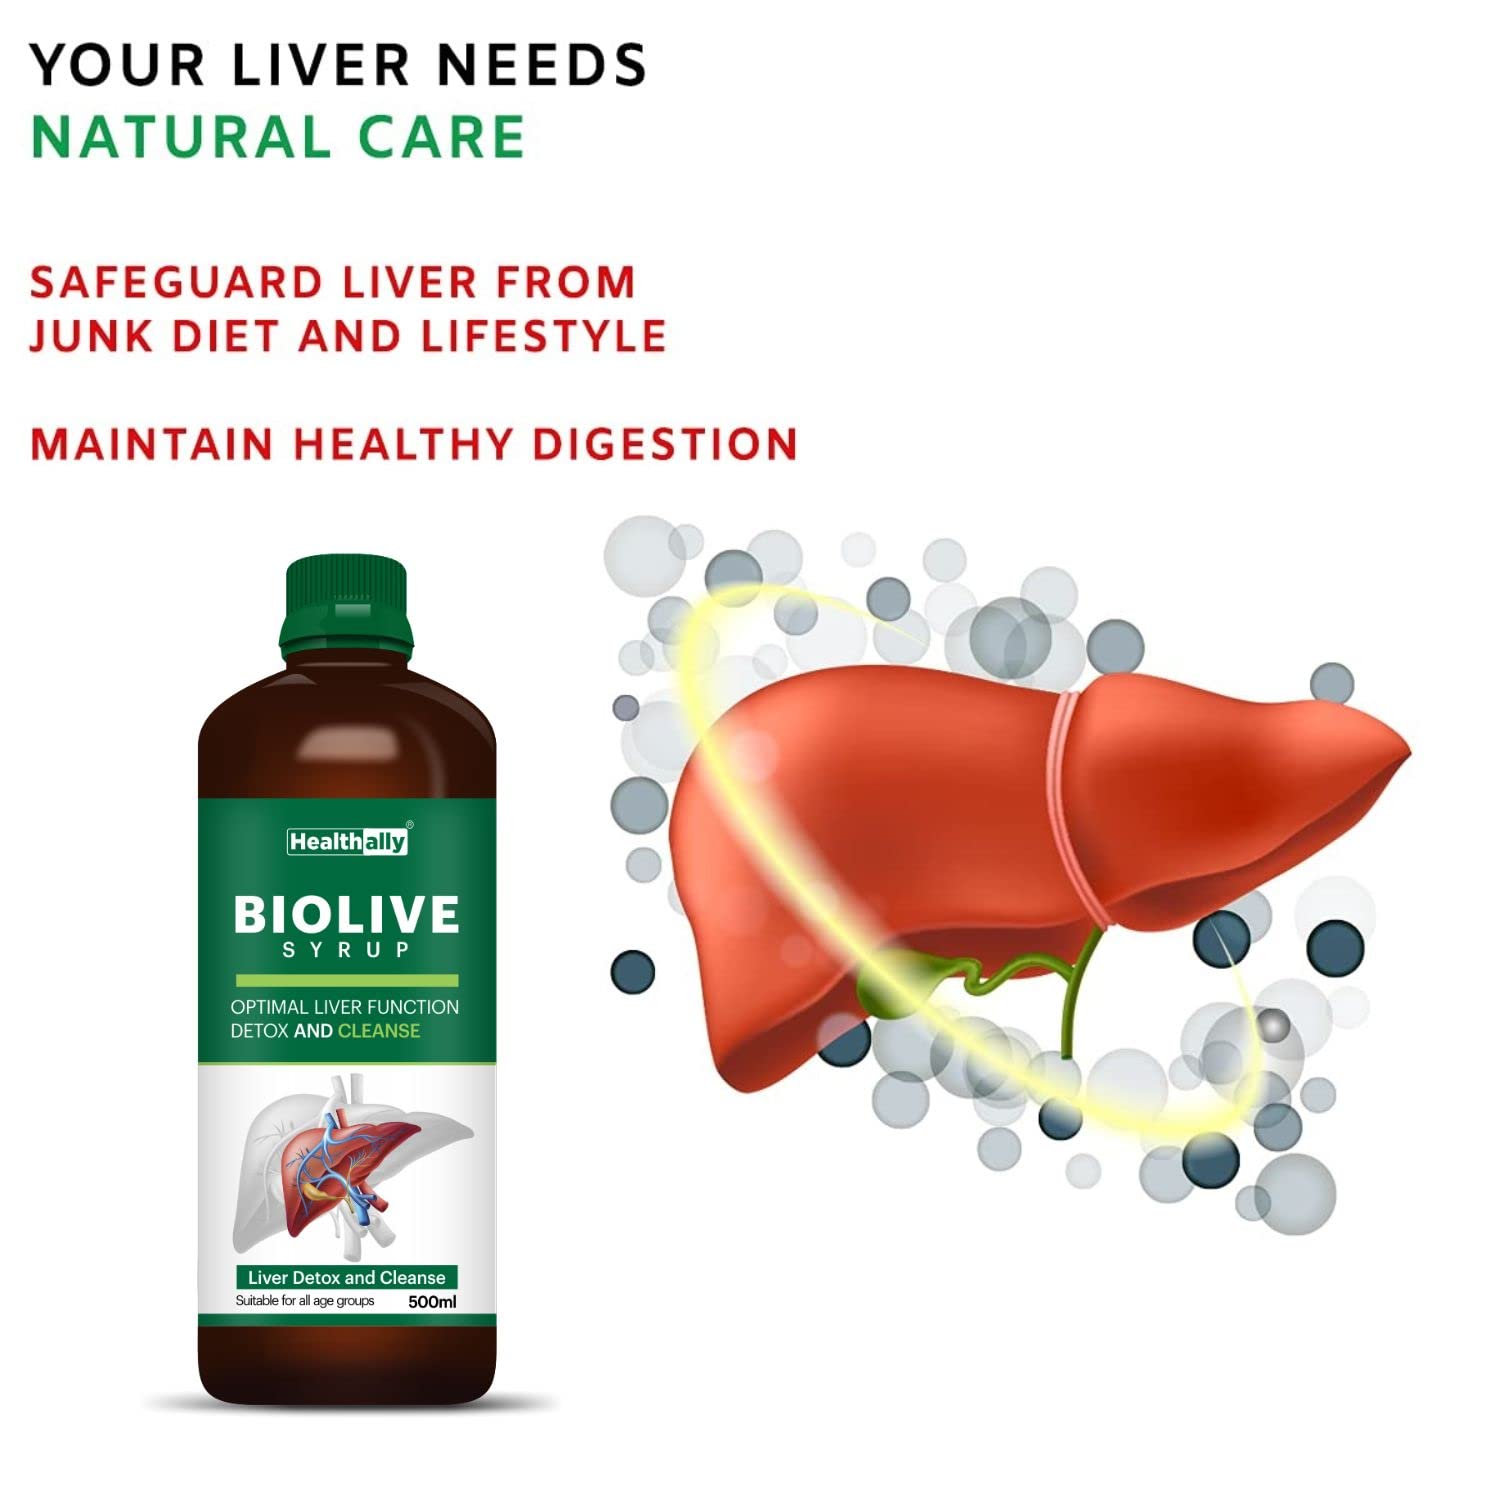 YOUR LIVER NEEDS
NATURAL CARE
SAFEGUARD LIVER FROM
JUNK DIET AND LIFESTYLE
MAINTAIN HEALTHY DIGESTION
Healthally®
BIOLIVE
SYRUP
OPTIMAL LIVER FUNCTION
DETOX AND CLEANSE
Liver Detox and Cleanse
Suitable for all age groups 500ml